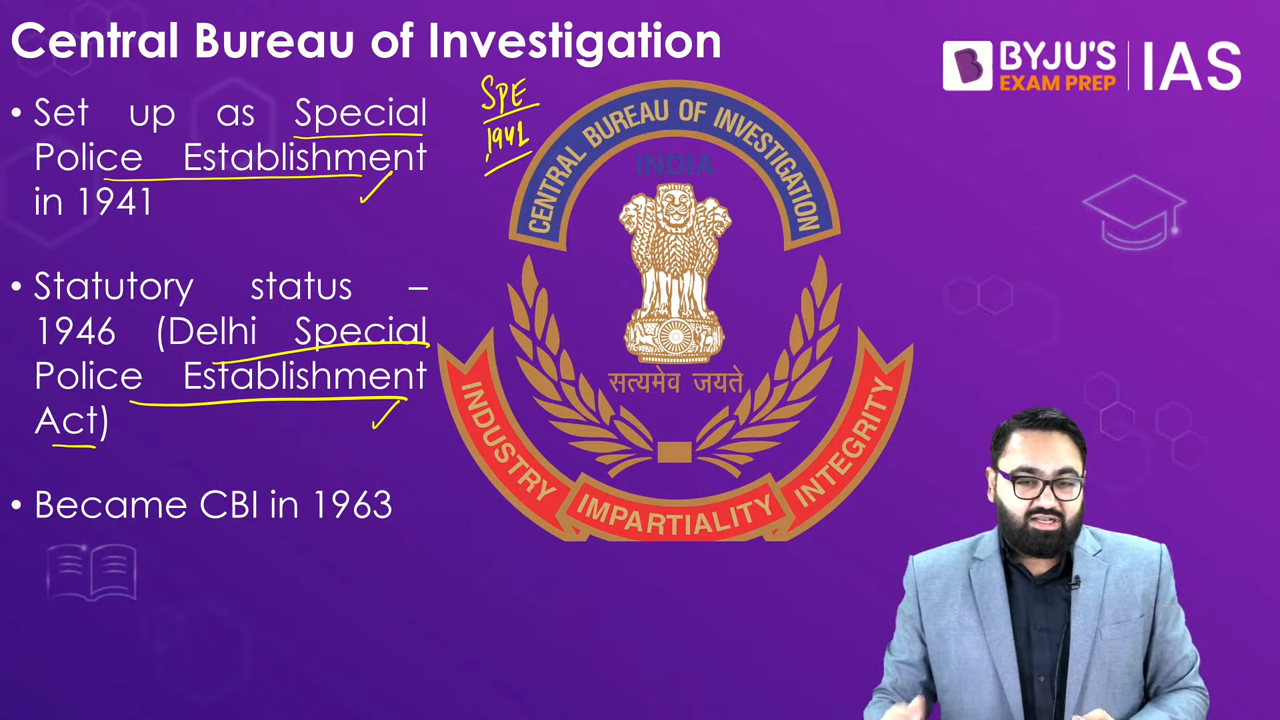 Central Bureau of Investigation
BYJU'S
EXAM PREP
IAS
• Set up as Special
Police Establishment
in 1941
SPE
1941
CENTRAL BUREAU OF INVESTIGATION
INDIA
• Statutory status –
1946 (Delhi Special
Police Establishment
Act)
सत्यमेव जयते
INDUSTRY
IMPARTIALITY
INTEGRITY
• Became CBI in 1963